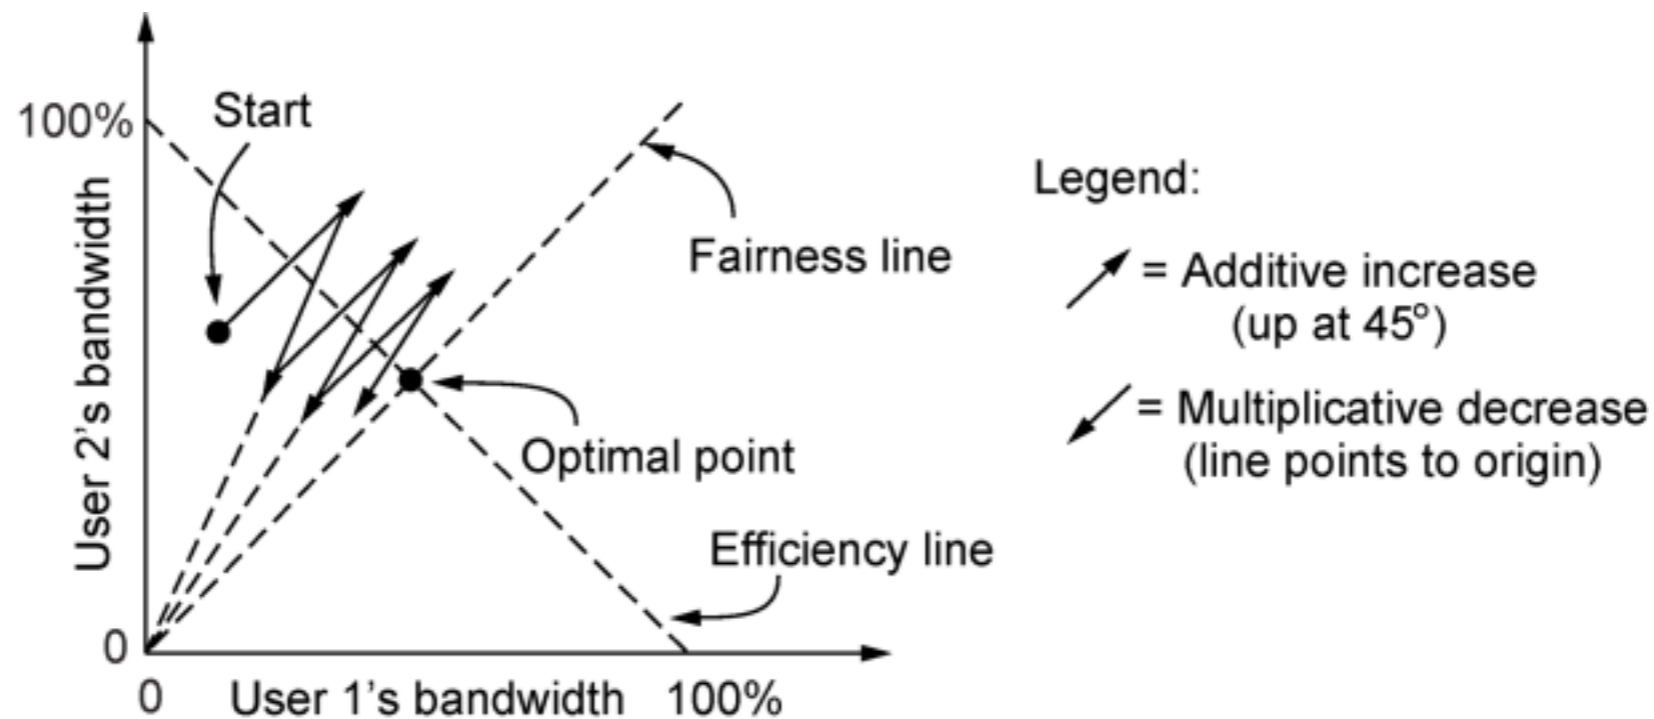 100%
Start
User 2's bandwidth
Fairness line
Optimal point
Efficiency line
0
0
User 1's bandwidth
100%
Legend:
= Additive increase
(up at 45°)
= Multiplicative decrease
(line points to origin)